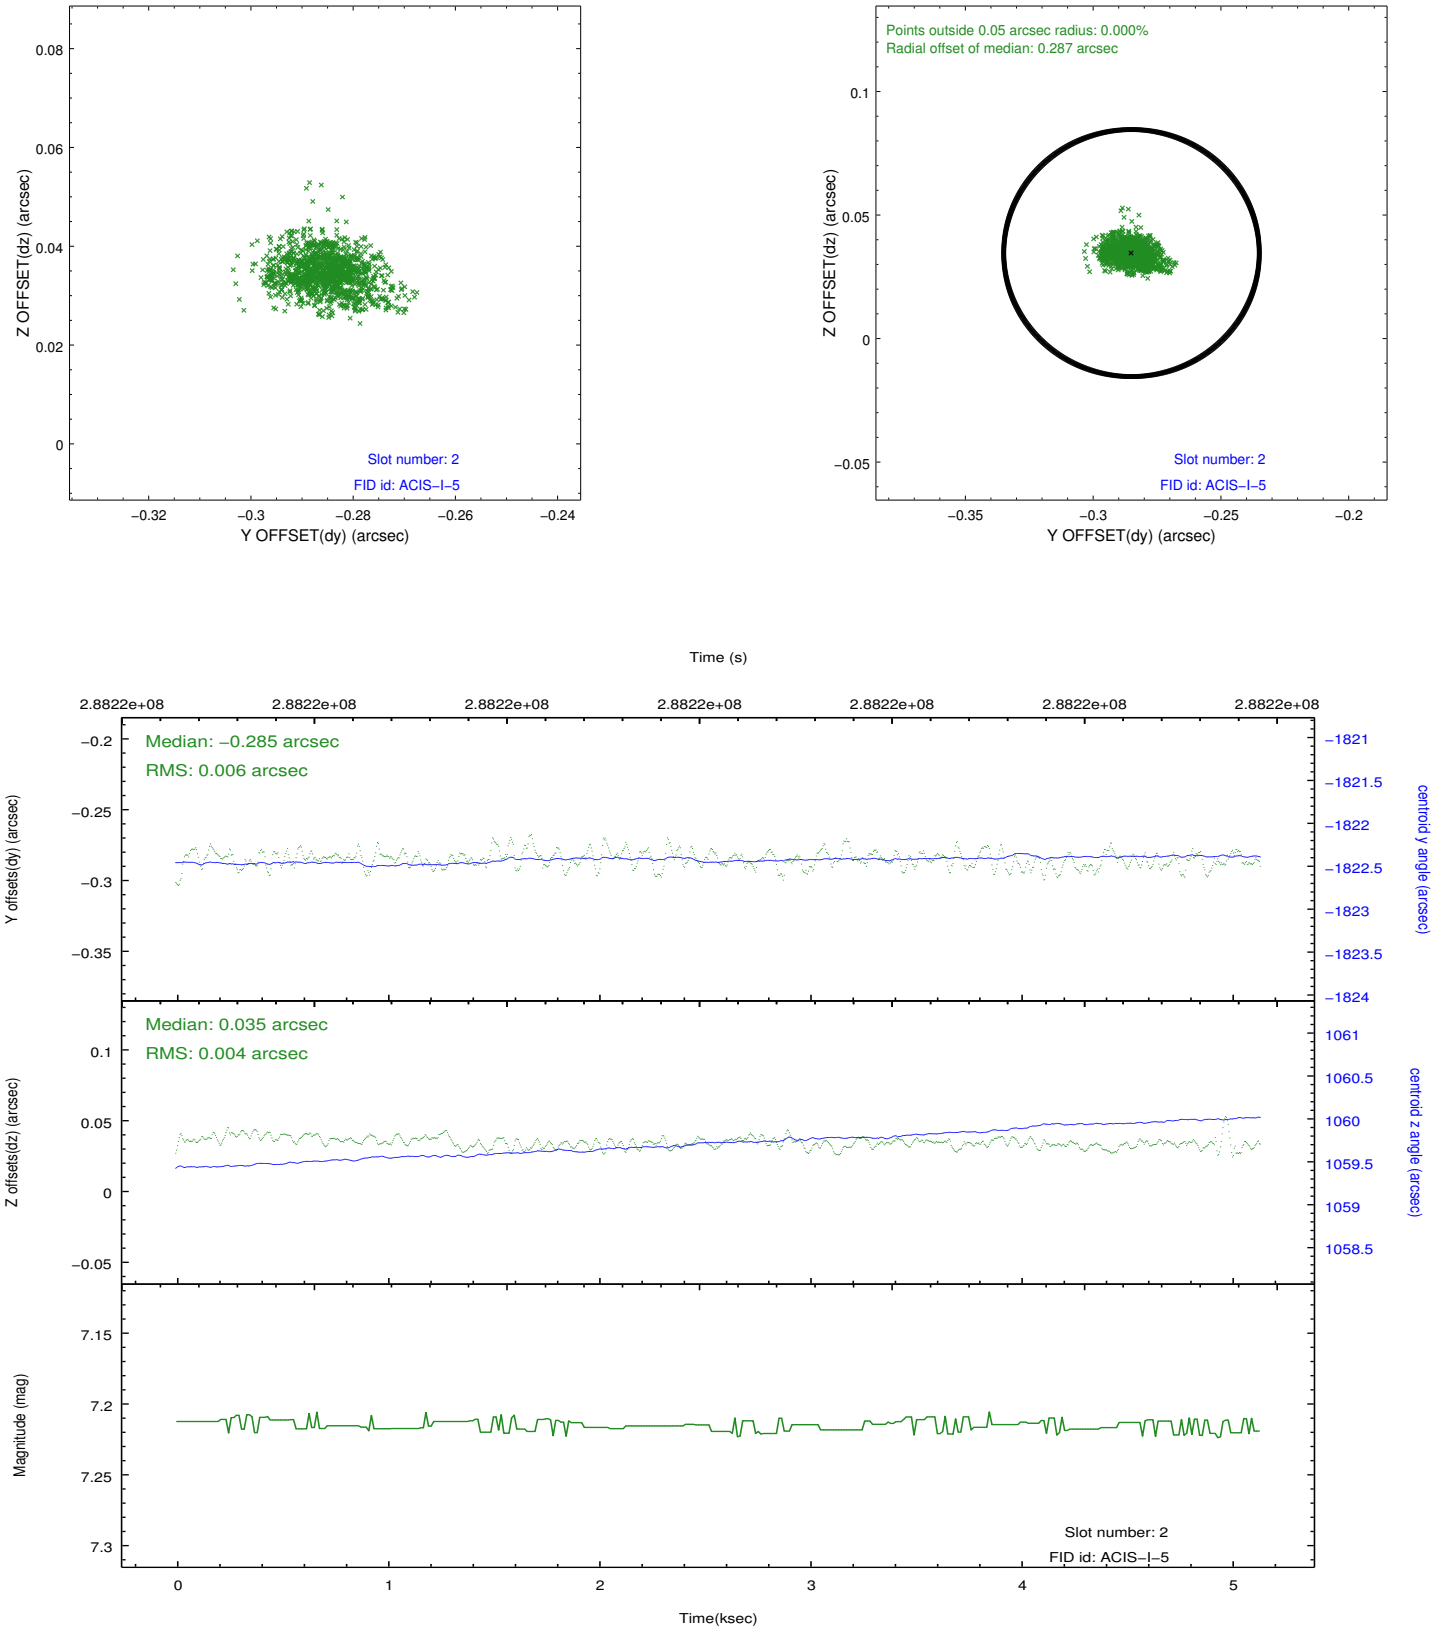 0.08
0.06
0.04
0.02
0
Z OFFSET(dz) (arcsec)
Slot number: 2
FID id: ACIS−I−5
−0.32
−0.3
−0.28
−0.26
−0.24
Y OFFSET(dy) (arcsec)
Points outside 0.05 arcsec radius: 0.000%
Radial offset of median: 0.287 arcsec
0.1
0.05
0
−0.05
Z OFFSET(dz) (arcsec)
Slot number: 2
FID id: ACIS−I−5
−0.35
−0.3
−0.25
−0.2
Y OFFSET(dy) (arcsec)
Time (s)
2.8822e+08
2.8822e+08
2.8822e+08
2.8822e+08
2.8822e+08
2.8822e+08
2.8822e+08
Median: −0.285 arcsec
RMS: 0.006 arcsec
−0.2
−0.25
−0.3
−0.35
Y offsets(dy) (arcsec)
−1821
−1821.5
−1822
−1822.5
−1823
−1823.5
−1824
centroid y angle (arcsec)
Median: 0.035 arcsec
RMS: 0.004 arcsec
0.1
0.05
0
−0.05
Z offsets(dz) (arcsec)
1061
1060.5
1060
1059.5
1059
1058.5
centroid z angle (arcsec)
7.15
7.2
7.25
7.3
Magnitude (mag)
Slot number: 2
FID id: ACIS−I−5
0
1
2
3
4
5
Time(ksec)